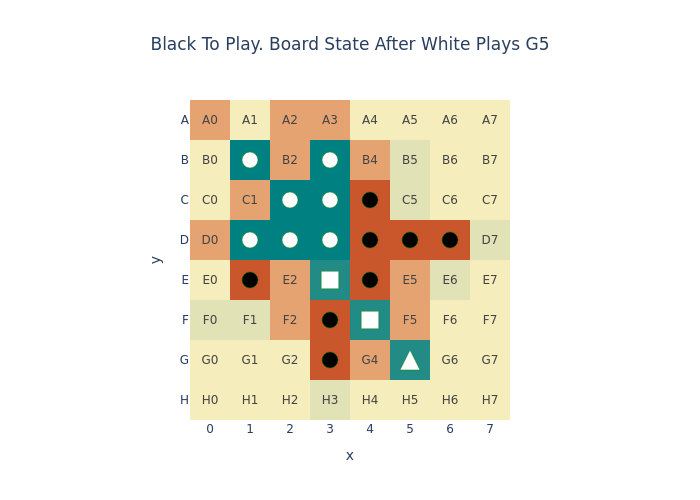 Black To Play. Board State After White Plays G5
A A0 A1 A2 A3 A4 A5 A6 A7
B B0 B2 B4 B5 B6 B7
C C0 C1 C5 C6 C7
D D0 D7
E E0 E2 E5 E6 E7
F F0 F1 F2 F5 F6 F7
G G0 G1 G2 G4 G6 G7
H H0 H1 H2 H3 H4 H5 H6 H7
0 1 2 3 4 5 6 7
x
y